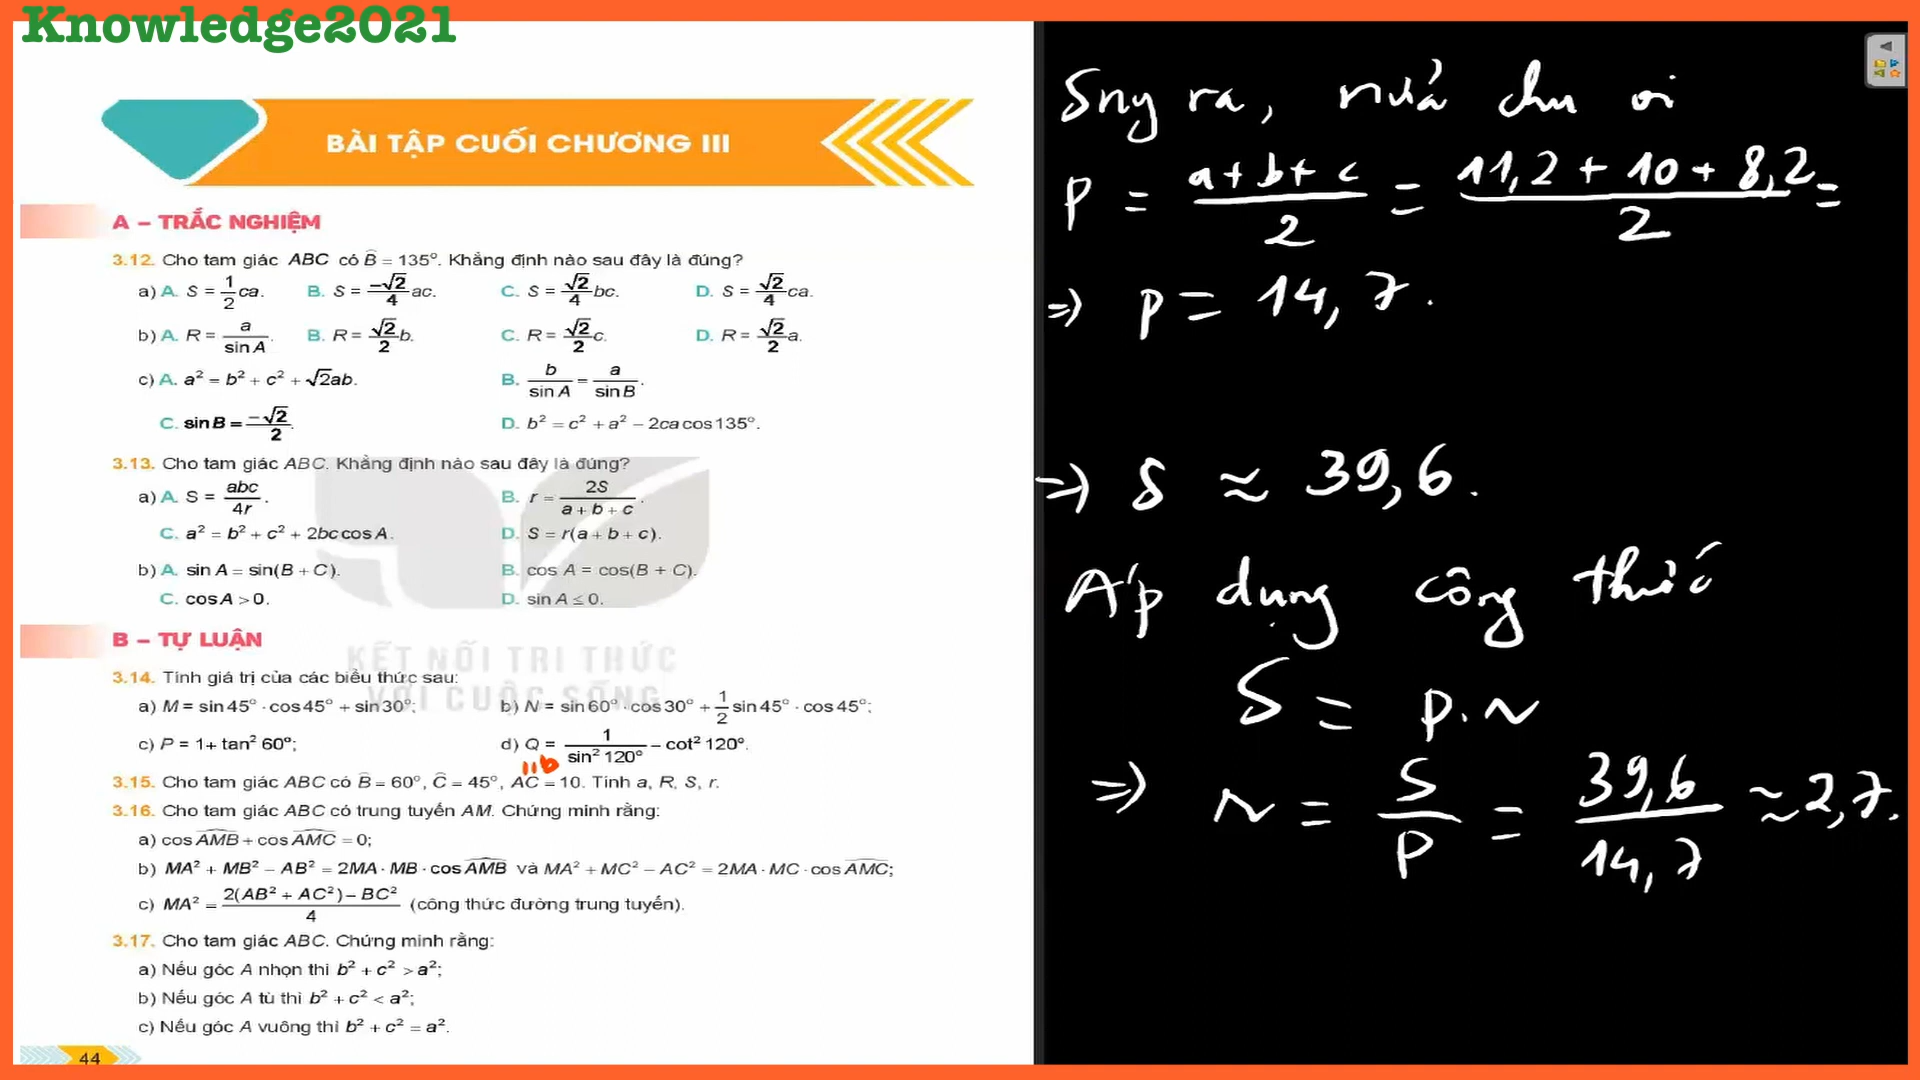 Knowledge2021
BÀI TẬP CUỐI CHƯƠNG III
A – TRẮC NGHIỆM
3.12. Cho tam giác ABC có B̂ = 135°. Khẳng định nào sau đây là đúng?
a) A. S = 1/2 ca. B. S = -√2/4 ac. C. S = √2/4 bc. D. S = √2/4 ca.
b) A. R = a/sin A. B. R = √2/2 b. C. R = √2/2 c. D. R = √2/2 a.
c) A. a² = b² + c² + √2ab. B. b/sin A = a/sin B.
C. sin B = -√2/2. D. b² = c² + a² – 2ca cos135°.
3.13. Cho tam giác ABC. Khẳng định nào sau đây là đúng?
a) A. S = abc/4r. B. r = 2S/a + b + c.
C. a² = b² + c² + 2bc cos A. D. S = r(a + b + c).
b) A. sin A = sin(B + C). B. cos A = cos(B + C).
C. cos A > 0. D. sin A ≤ 0.
B – TỰ LUẬN
KẾT NỐI TRI THỨC
VỚI CUỘC SỐNG
3.14. Tính giá trị của các biểu thức sau:
a) M = sin 45° · cos 45° + sin 30°; b) N = sin 60° · cos 30° + 1/2 sin 45° · cos 45°;
c) P = 1 + tan² 60°; d) Q = 1/sin² 120° – cot² 120°.
11 b
3.15. Cho tam giác ABC có B̂ = 60°, Ĉ = 45°, AC = 10. Tính a, R, S, r.
3.16. Cho tam giác ABC có trung tuyến AM. Chứng minh rằng:
a) cos AMB + cos AMC = 0;
b) MA² + MB² – AB² = 2MA · MB · cos AMB và MA² + MC² – AC² = 2MA · MC · cos AMC;
c) MA² = 2(AB² + AC²) – BC²/4 (công thức đường trung tuyến).
3.17. Cho tam giác ABC. Chứng minh rằng:
a) Nếu góc A nhọn thì b² + c² > a²;
b) Nếu góc A tù thì b² + c² < a²;
c) Nếu góc A vuông thì b² + c² = a².
44
Suy ra, nửa chu vi
p = a + b + c/2 = 11,2 + 10 + 8,2/2 =
=> p = 14,7.
=> S ≈ 39,6.
Áp dụng công thức
S = p.r
=> r = S/p = 39,6/14,7 ≈ 2,7.